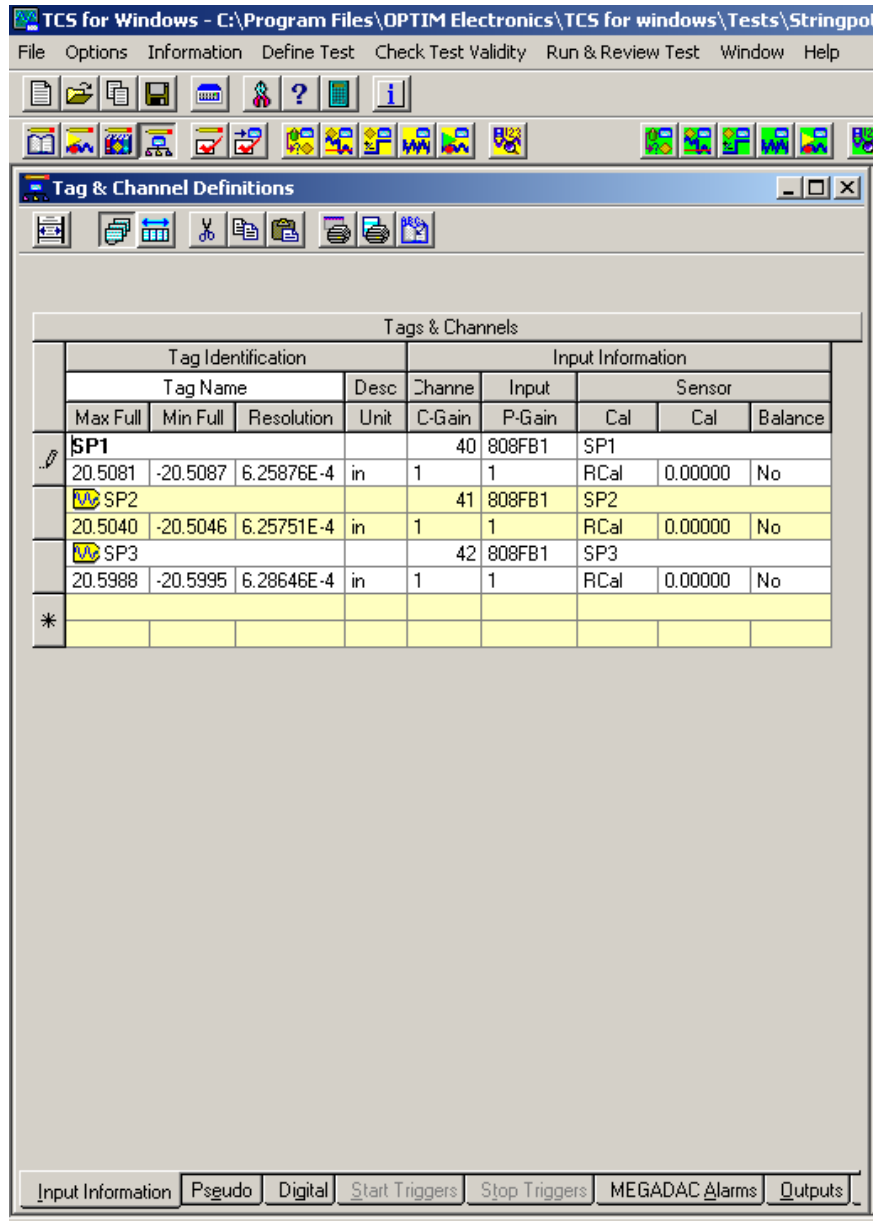 TCS for Windows - C:\Program Files\OPTIM Electronics\TCS for windows\Tests\Stringpo
File Options Information Define Test Check Test Validity Run & Review Test Window Help
Tag & Channel Definitions
Tags & Channels
Tag Identification Input Information
Tag Name Desc Channe Input Sensor
Max Full Min Full Resolution Unit C-Gain P-Gain Cal Cal Balance
SP1 40 808FB1 SP1
20.5081 -20.5087 6.25876E-4 in 1 1 RCal 0.00000 No
SP2 41 808FB1 SP2
20.5040 -20.5046 6.25751E-4 in 1 1 RCal 0.00000 No
SP3 42 808FB1 SP3
20.5988 -20.5995 6.28646E-4 in 1 1 RCal 0.00000 No
Input Information Pseudo Digital Start Triggers Stop Triggers MEGADAC Alarms Outputs